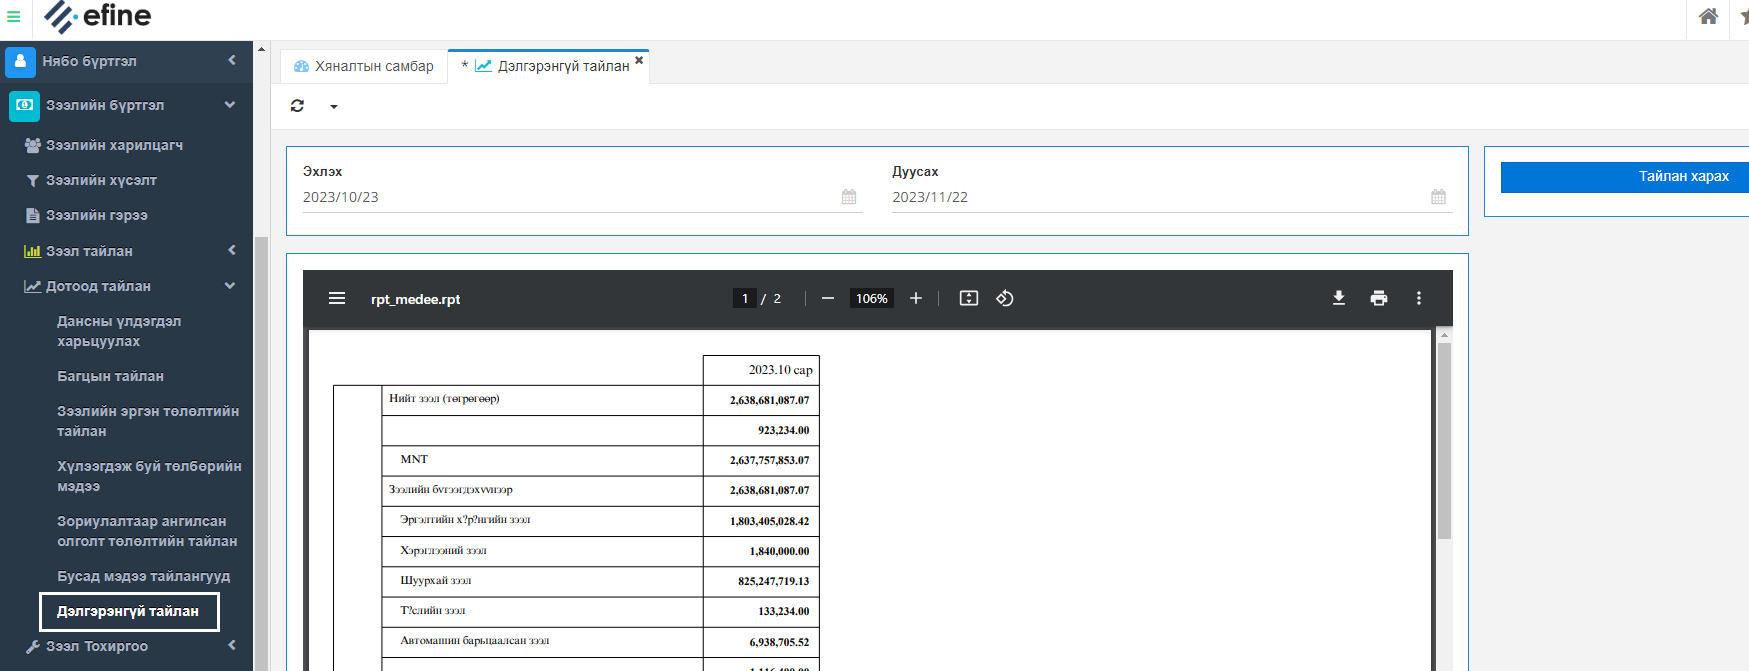 efine
Нябо бүртгэл
Зээлийн бүртгэл
Зээлийн харилцагч
Зээлийн хүсэлт
Зээлийн гэрээ
Зээл тайлан
Дотоод тайлан
Дансны үлдэгдэл
харьцуулах
Багцын тайлан
Зээлийн эргэн төлөлтийн
тайлан
Хүлээгдэж буй төлбөрийн
мэдээ
Зориулалтаар ангилсан
олголт төлөлтийн тайлан
Бусад мэдээ тайлангууд
Дэлгэрэнгүй тайлан
Зээл Тохиргоо
Хяналтын самбар
* Дэлгэрэнгүй тайлан
Эхлэх
2023/10/23
Дуусах
2023/11/22
Тайлан харах
rpt_medee.rpt
1 / 2
106%
2023.10 сар
Нийт зээл (төгрөгөөр) 2,638,681,087.07
923,234.00
MNT 2,637,757,853.07
Зээлийн бүтээгдэхүүнээр 2,638,681,087.07
Эргэлтийн х?р?нгийн зээл 1,803,405,028.42
Хэрэглээний зээл 1,840,000.00
Шуурхай зээл 825,247,719.13
Т?слийн зээл 133,234.00
Автомашин барьцаалсан зээл 6,938,705.52